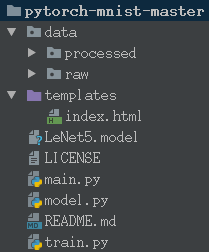 pytorch-mnist-master
data
processed
raw
templates
index.html
LeNet5.model
LICENSE
main.py
model.py
README.md
train.py